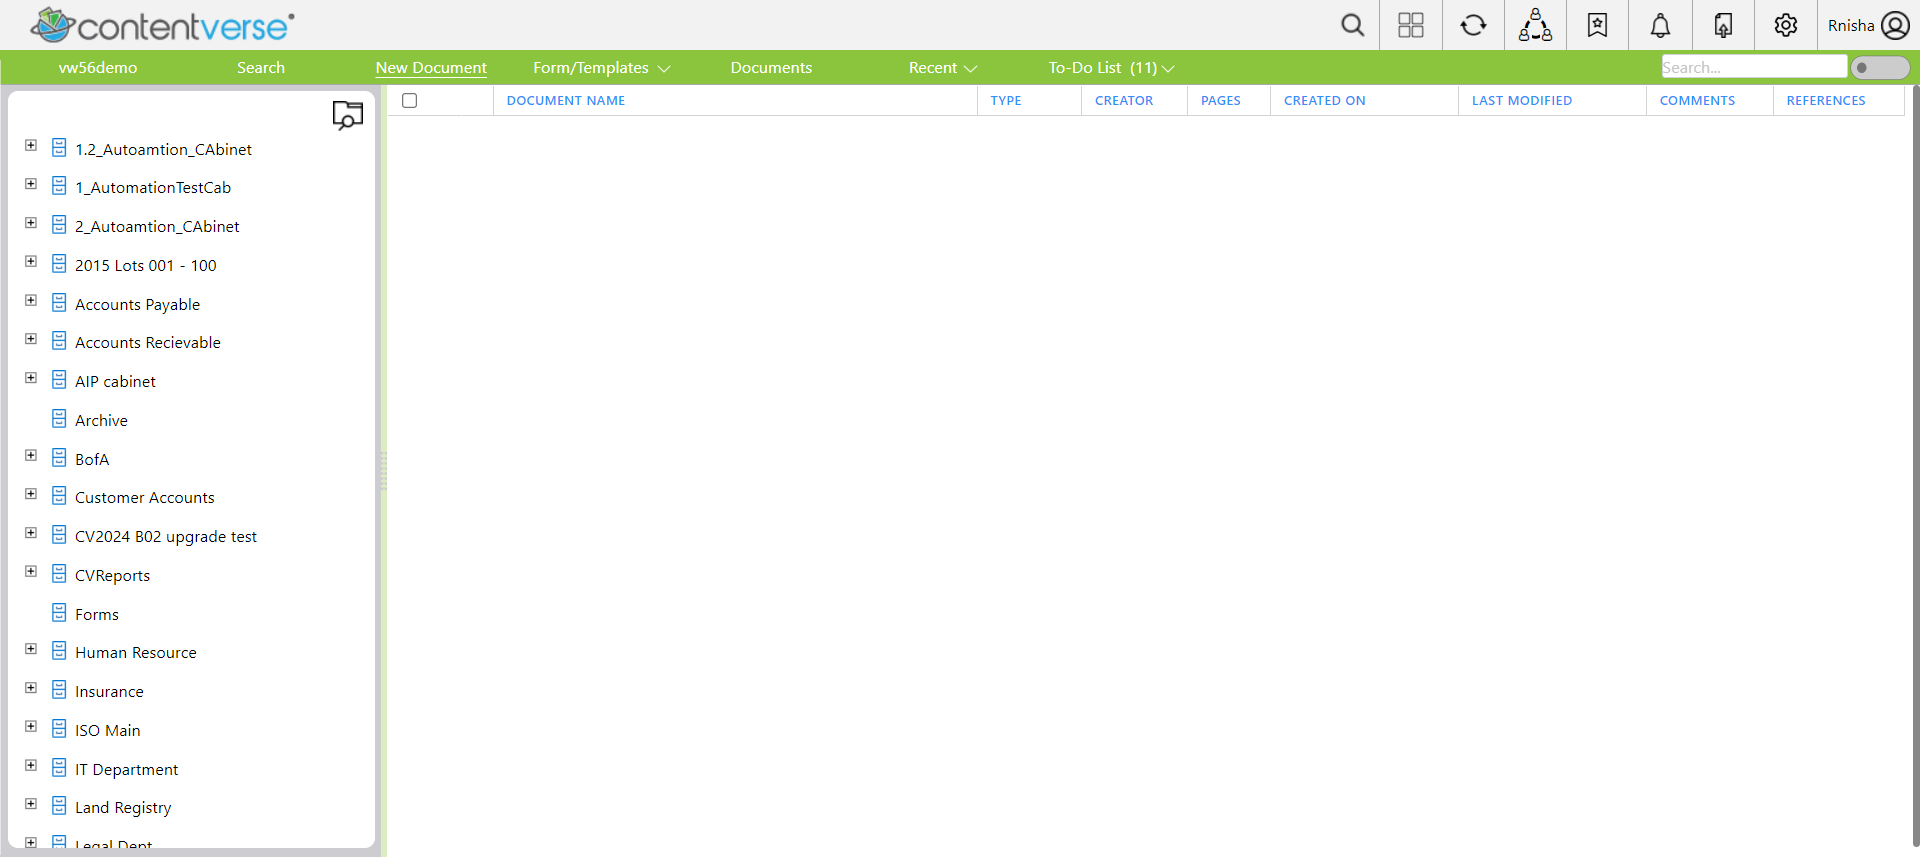 contentverse
Rnisha
vw56demo Search New Document Form/Templates Documents Recent To-Do List (11) Search...
DOCUMENT NAME TYPE CREATOR PAGES CREATED ON LAST MODIFIED COMMENTS REFERENCES
1.2_Autoamtion_CAbinet
1_AutomationTestCab
2_Autoamtion_CAbinet
2015 Lots 001 - 100
Accounts Payable
Accounts Recievable
AIP cabinet
Archive
BofA
Customer Accounts
CV2024 B02 upgrade test
CVReports
Forms
Human Resource
Insurance
ISO Main
IT Department
Land Registry
Legal Dept